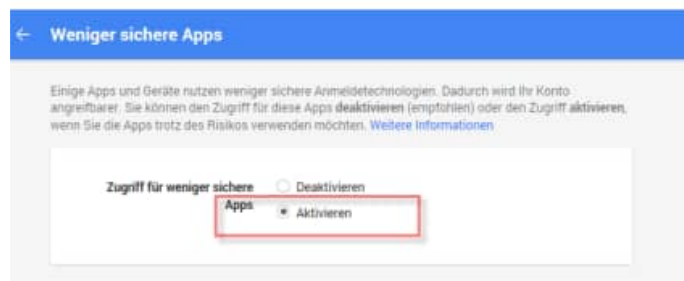 Weniger sichere Apps
Einige Apps und Geräte nutzen weniger sichere Anmeldetechnologien. Dadurch wird Ihr Konto
angreifbarer. Sie können den Zugriff für diese Apps deaktivieren (empfohlen) oder den Zugriff aktivieren,
wenn Sie die Apps trotz des Risikos verwenden möchten. Weitere Informationen
Zugriff für weniger sichere Deaktivieren
Apps Aktivieren